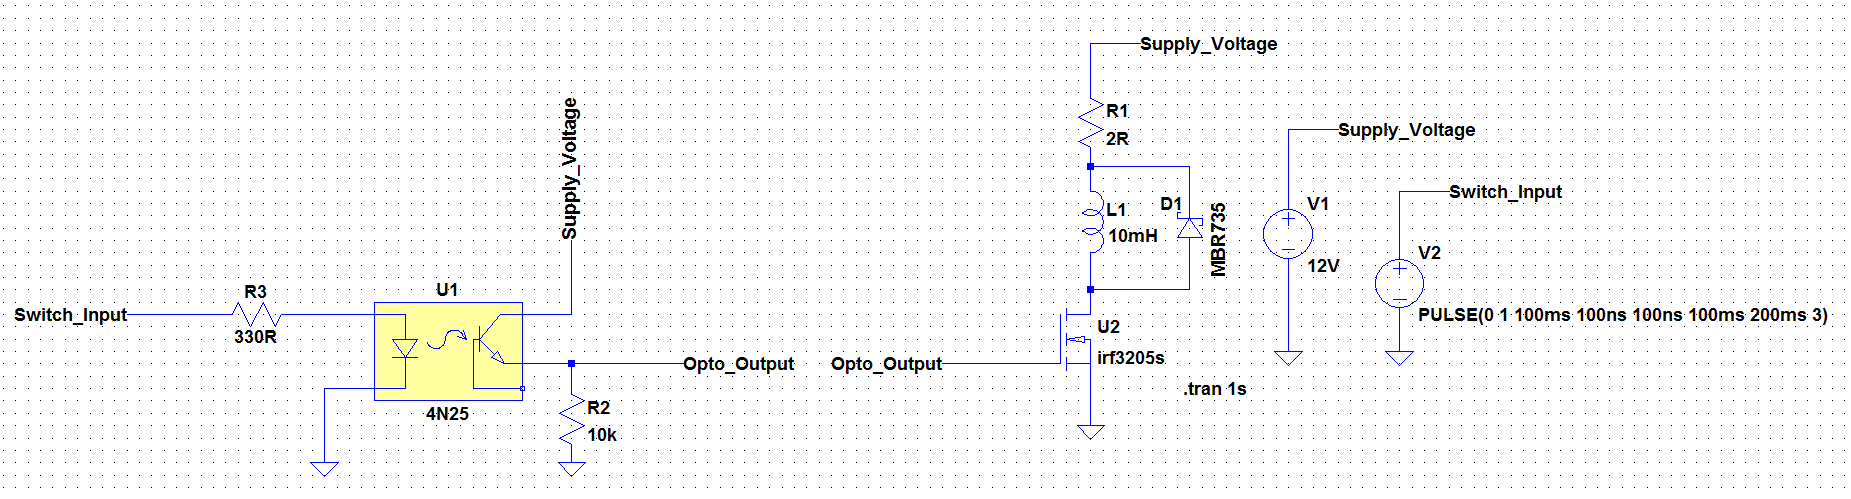 Switch_Input
R3
330R
U1
4N25
Supply_Voltage
Opto_Output
R2
10k
Opto_Output
Supply_Voltage
R1
2R
L1
10mH
D1
MBR735
U2
irf3205s
.tran 1s
Supply_Voltage
V1
12V
Switch_Input
V2
PULSE(0 1 100ms 100ns 100ns 100ms 200ms 3)